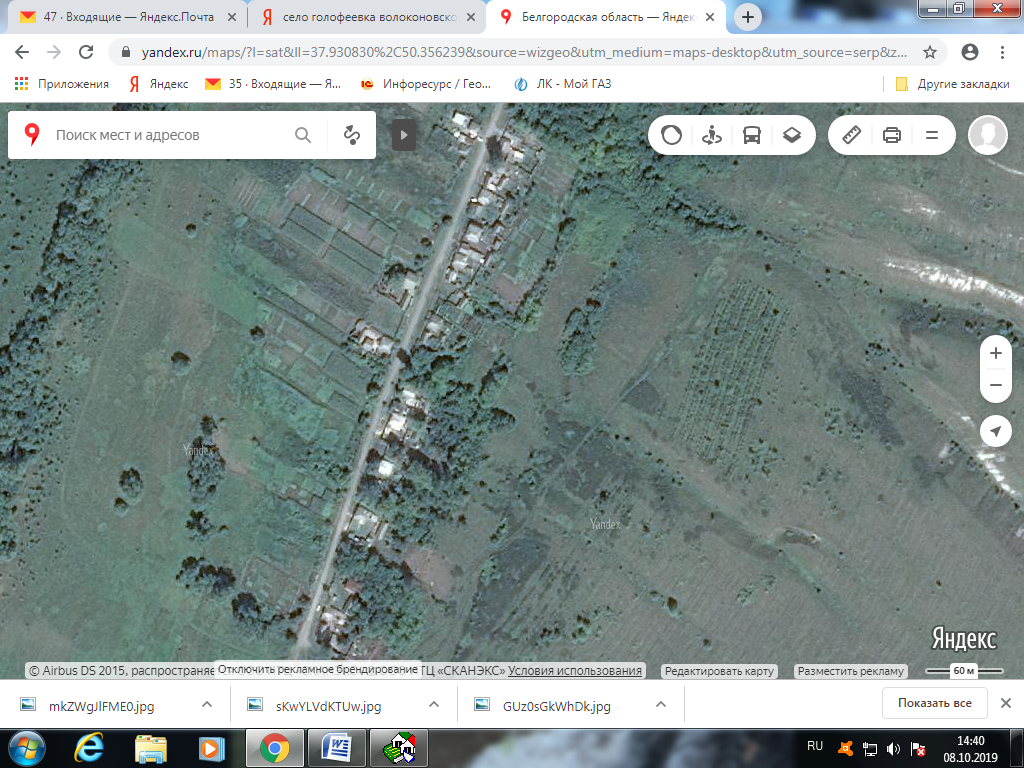 47 · Входящие — Яндекс.Почта
село голофеевка волоконовско
Белгородская область — Яндек
yandex.ru/maps/?l=sat&ll=37.930830%2C50.356239&source=wizgeo&utm_medium=maps-desktop&utm_source=serp&z...
Приложения
Яндекс
35 · Входящие — Я...
Инфоресурс / Гео...
ЛК - Мой ГАЗ
Другие закладки
Поиск мест и адресов
Yandex
Yandex
Яндекс
© Airbus DS 2015, распространяе
Отключить рекламное брендирование
ТЦ «СКАНЭКС» Условия использования
Редактировать карту
Разместить рекламу
60 м
mkZWgJlFME0.jpg
sKwYLVdKTUw.jpg
GUz0sGkWhDk.jpg
Показать все
RU
14:40
08.10.2019